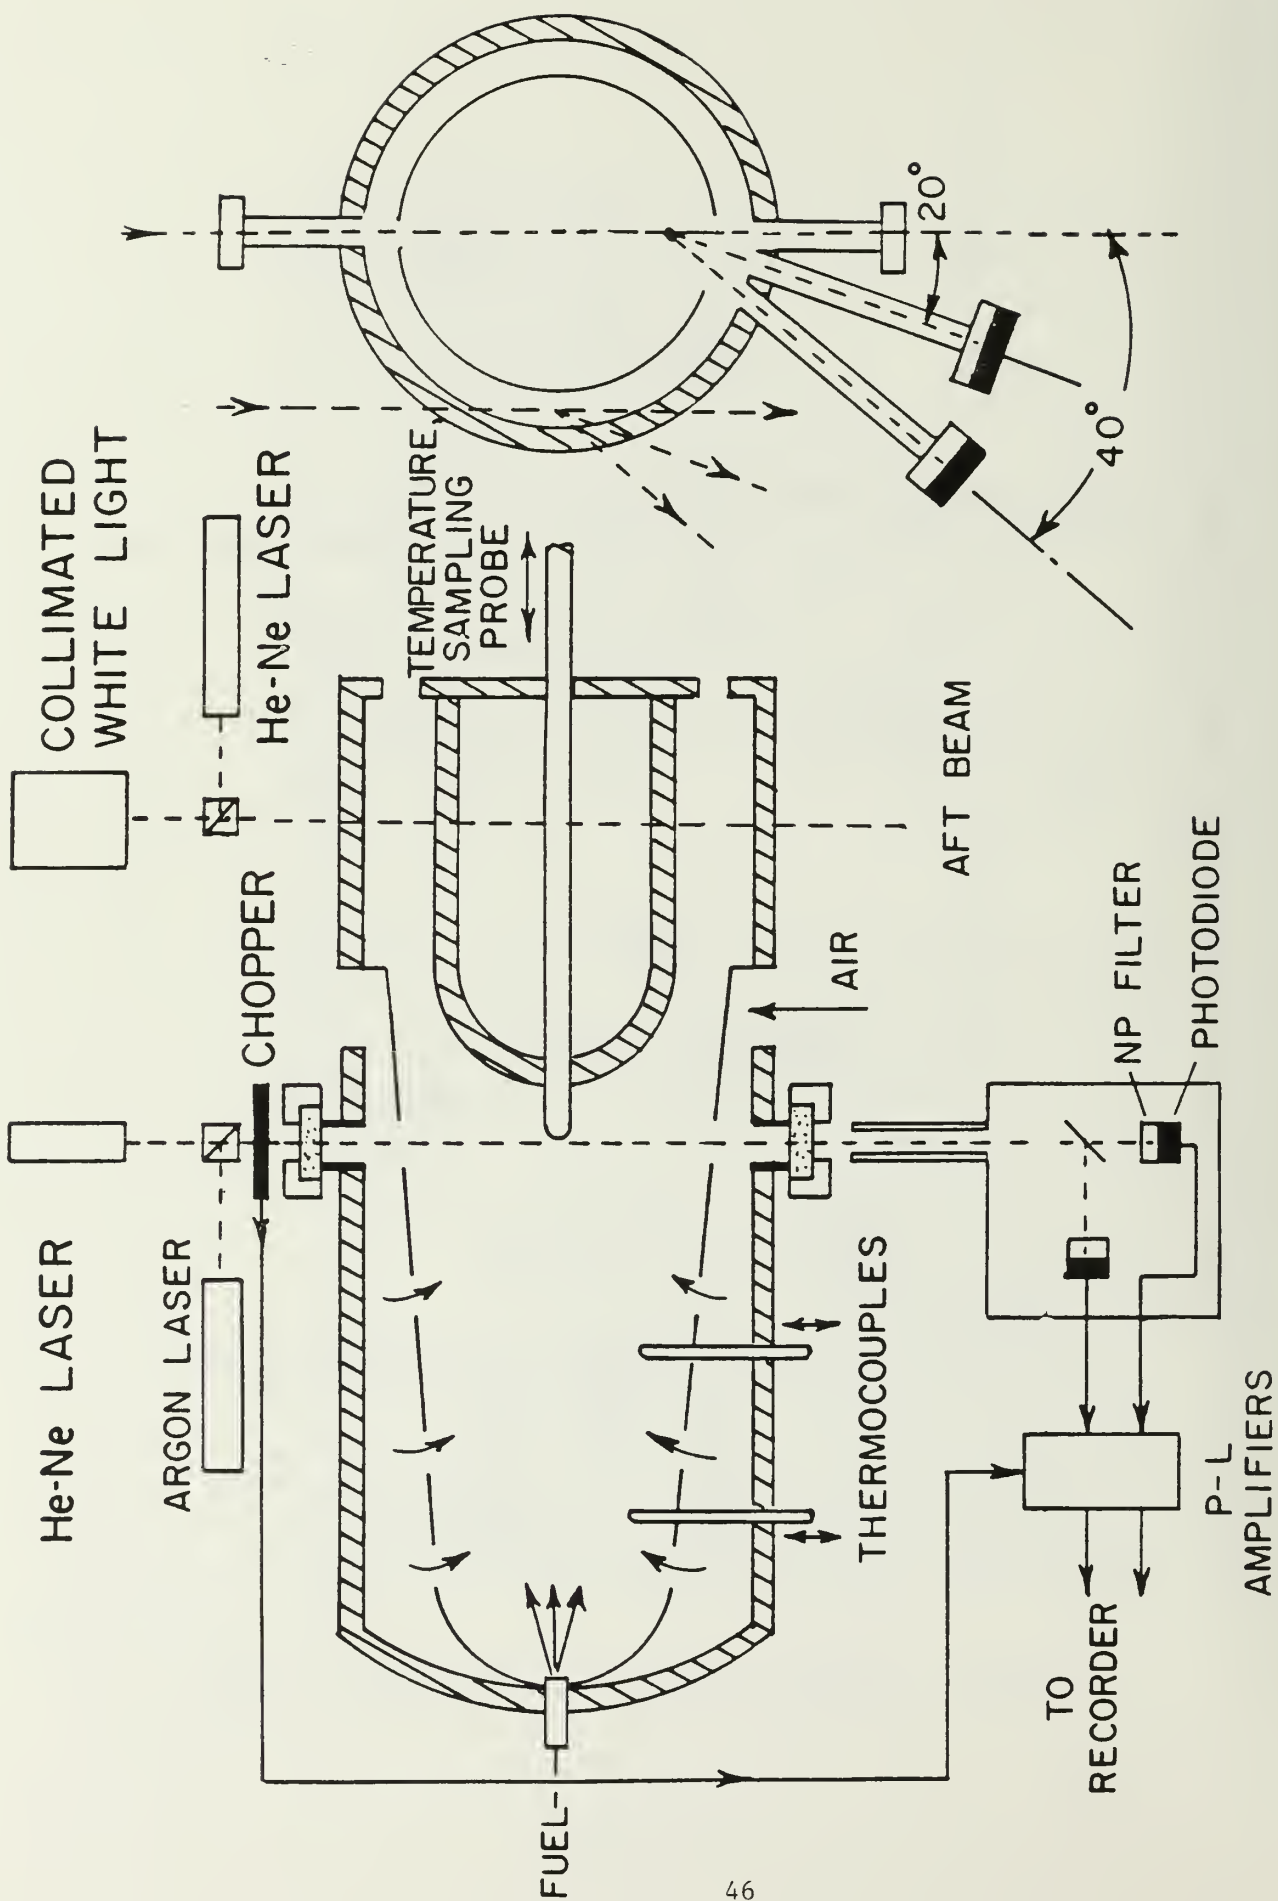 COLLIMATED
WHITE LIGHT
He-Ne LASER
He-Ne LASER
ARGON LASER
CHOPPER
TEMPERATURE,
SAMPLING
PROBE
20°
40°
FUEL
AIR
AFT BEAM
THERMOCOUPLES
NP FILTER
PHOTODIODE
TO
RECORDER
P-L
AMPLIFIERS
46